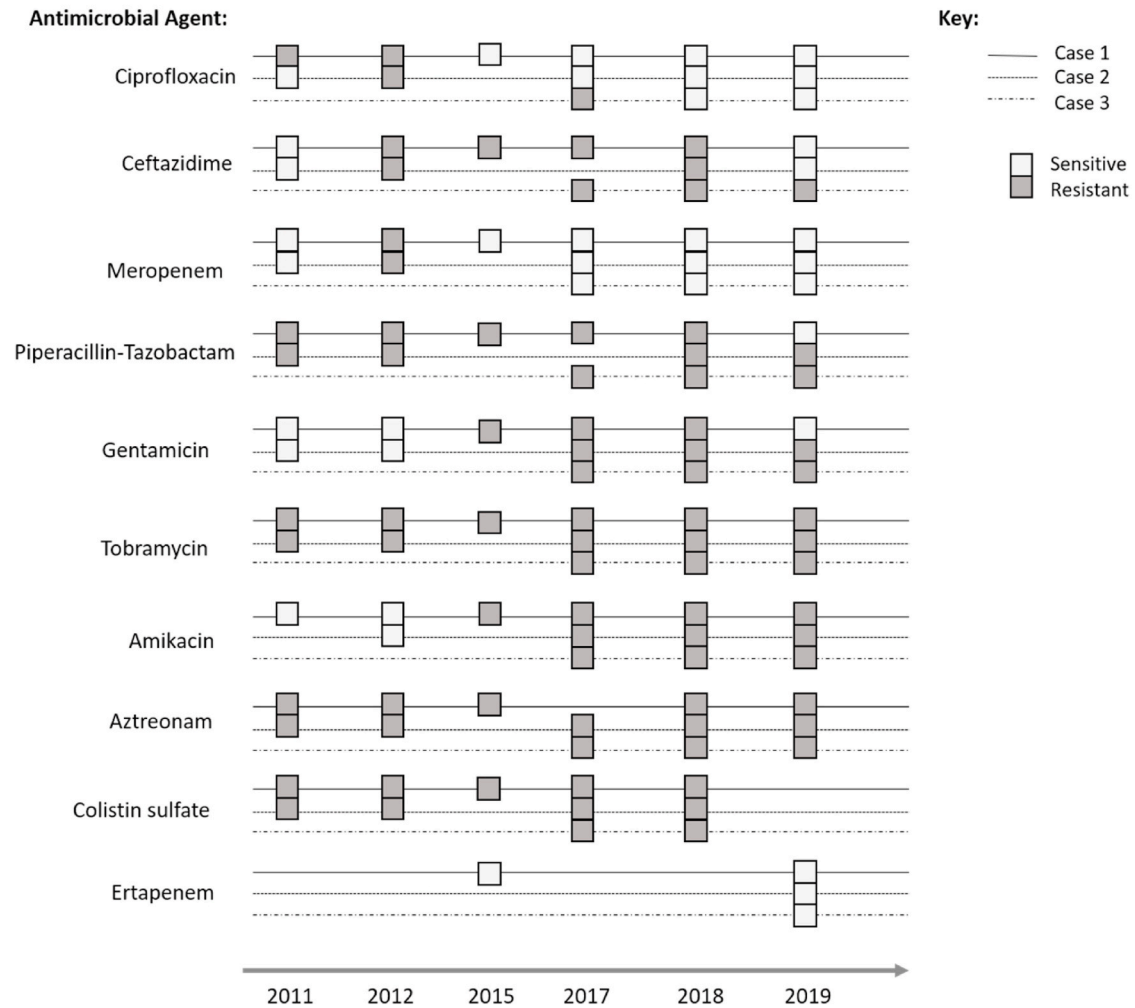 Antimicrobial Agent:
Key:
Case 1
Case 2
Case 3
Sensitive
Resistant
Ciprofloxacin
Ceftazidime
Meropenem
Piperacillin-Tazobactam
Gentamicin
Tobramycin
Amikacin
Aztreonam
Colistin sulfate
Ertapenem
2011 2012 2015 2017 2018 2019